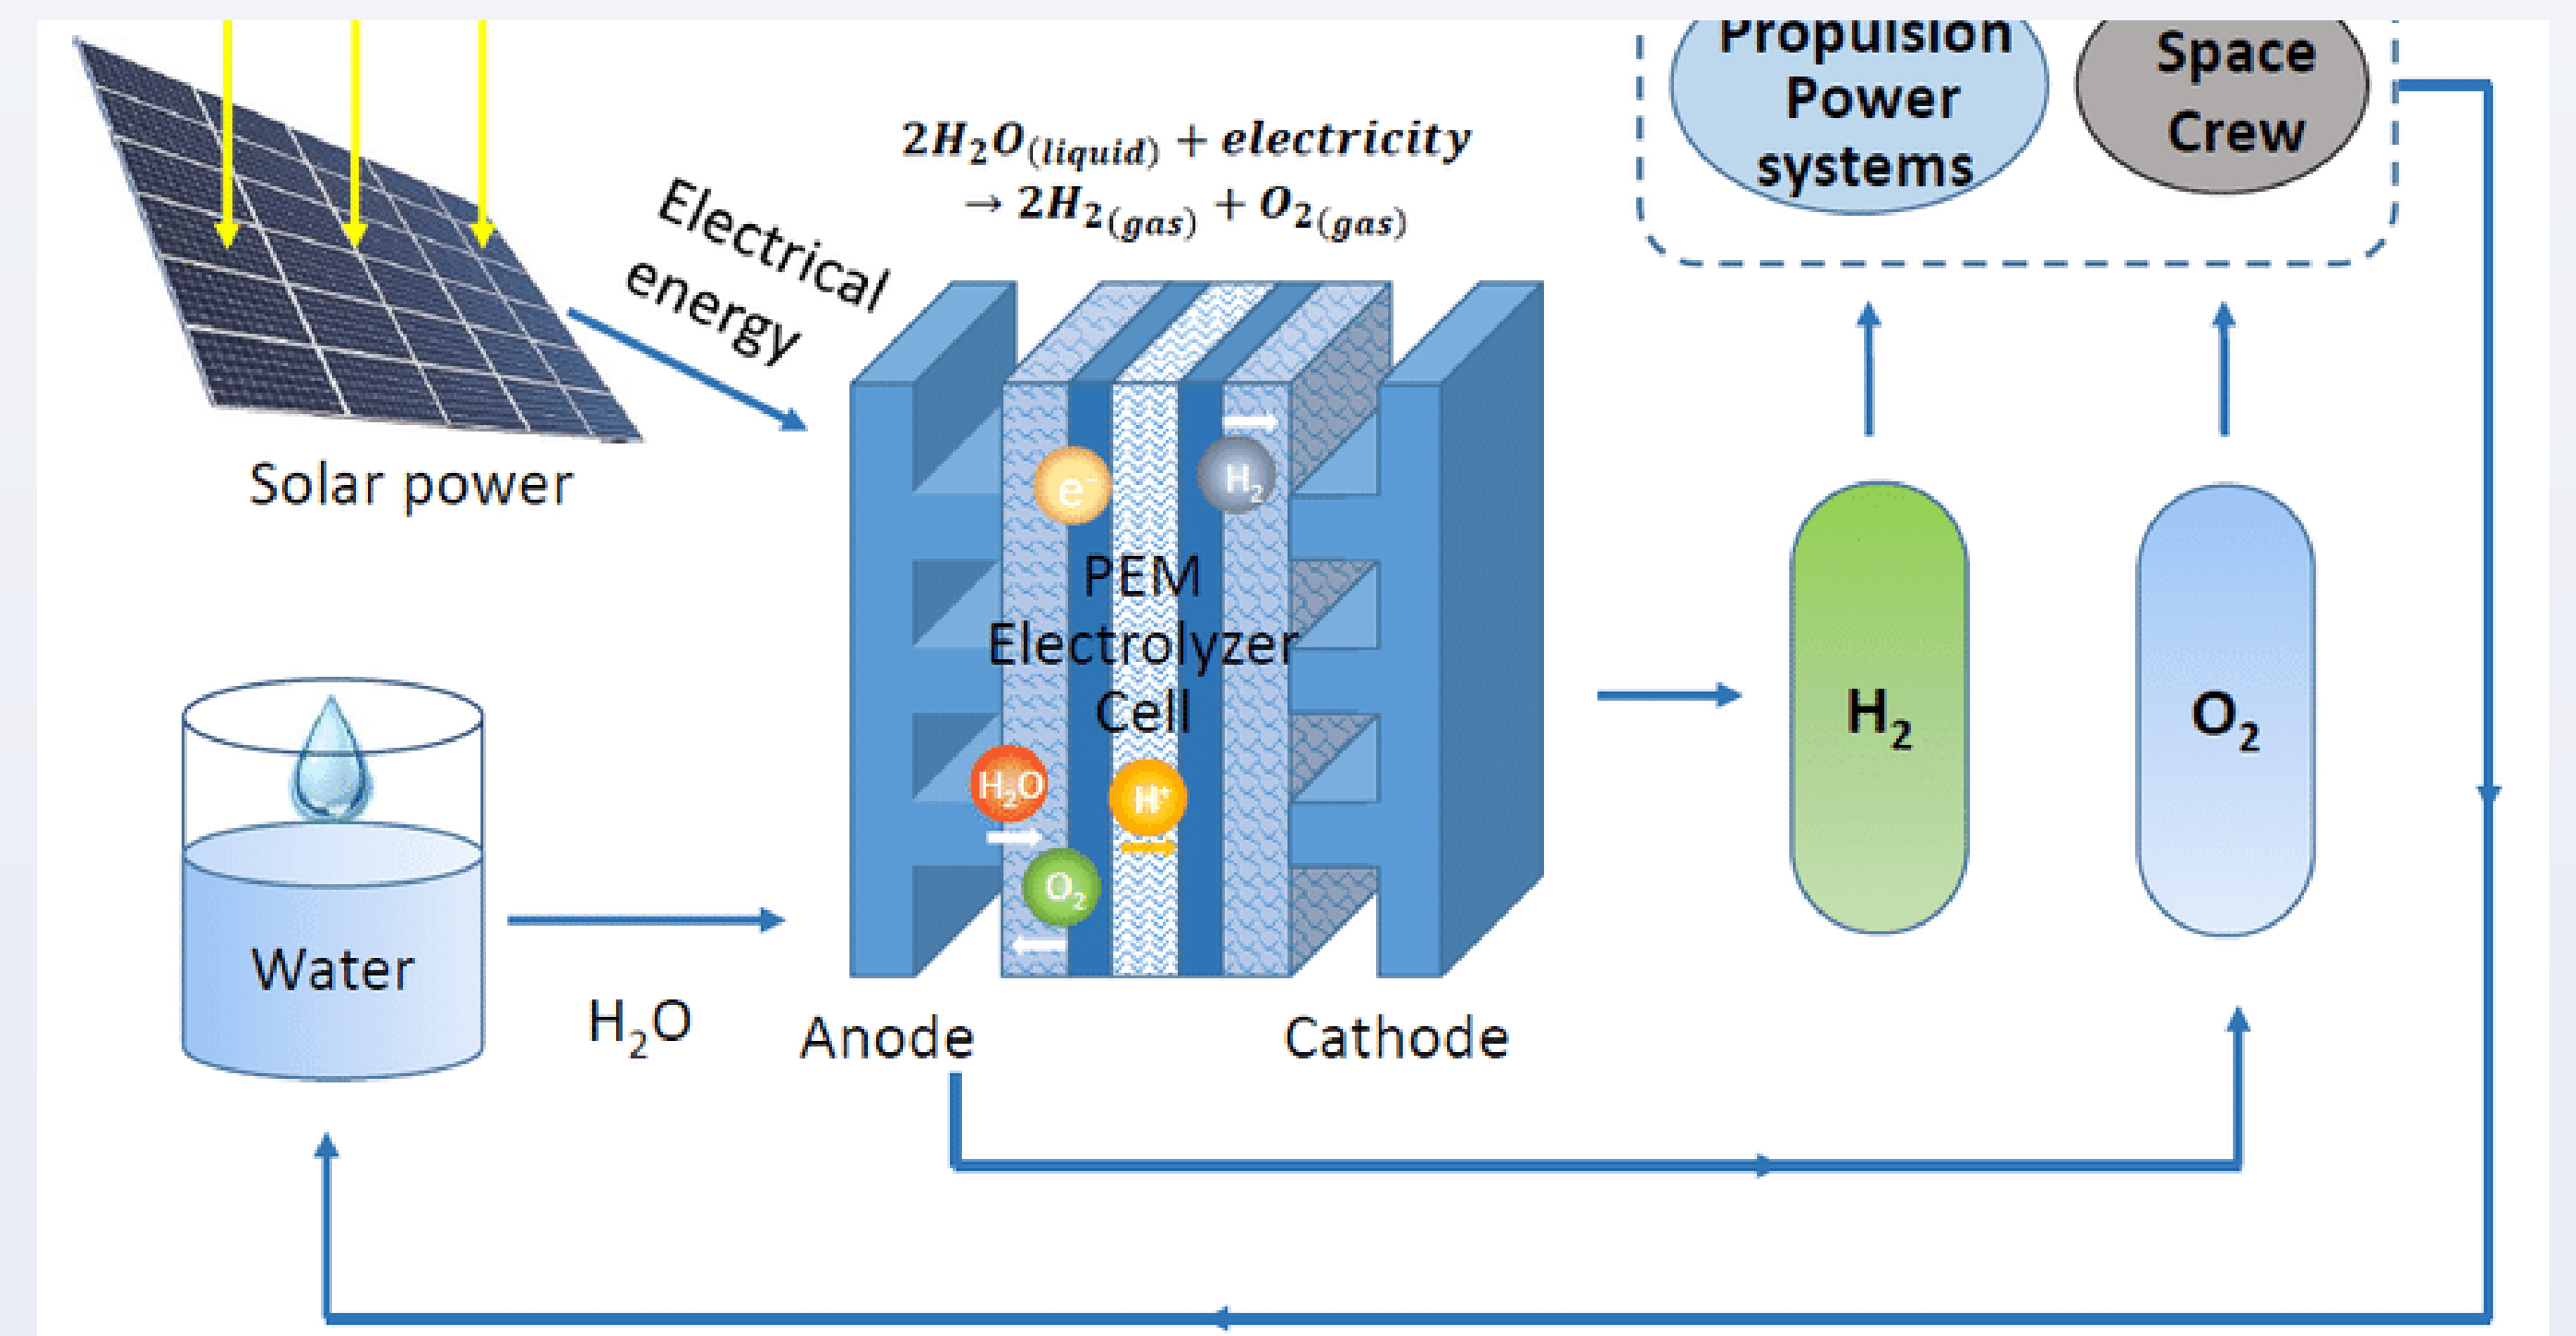 Propulsion
Power
systems
Space
Crew
2H₂O(liquid) + electricity
→ 2H₂(gas) + O₂(gas)
Electrical
energy
Solar power
e⁻
H₂
PEM
Electrolyzer
Cell
H₂O
H⁺
O₂
H₂
O₂
Water
H₂O
Anode
Cathode